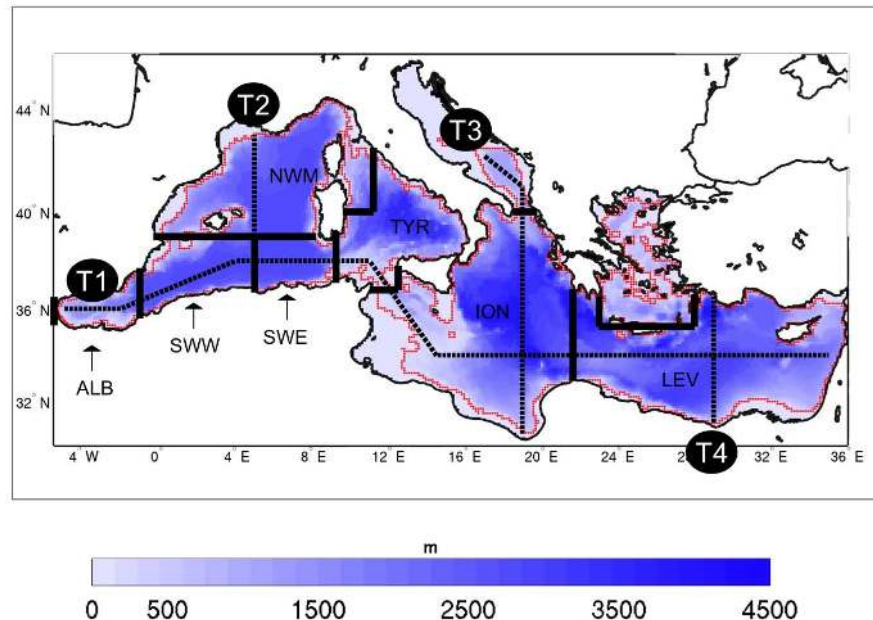 T2
T3
44° N
NWM
40° N
TYR
T1
36° N
ION
SWW
SWE
ALB
LEV
32° N
T4
4° W 0 4° E 8° E 12° E 16° E 20° E 24° E 32° E 36° E
m
0 500 1500 2500 3500 4500